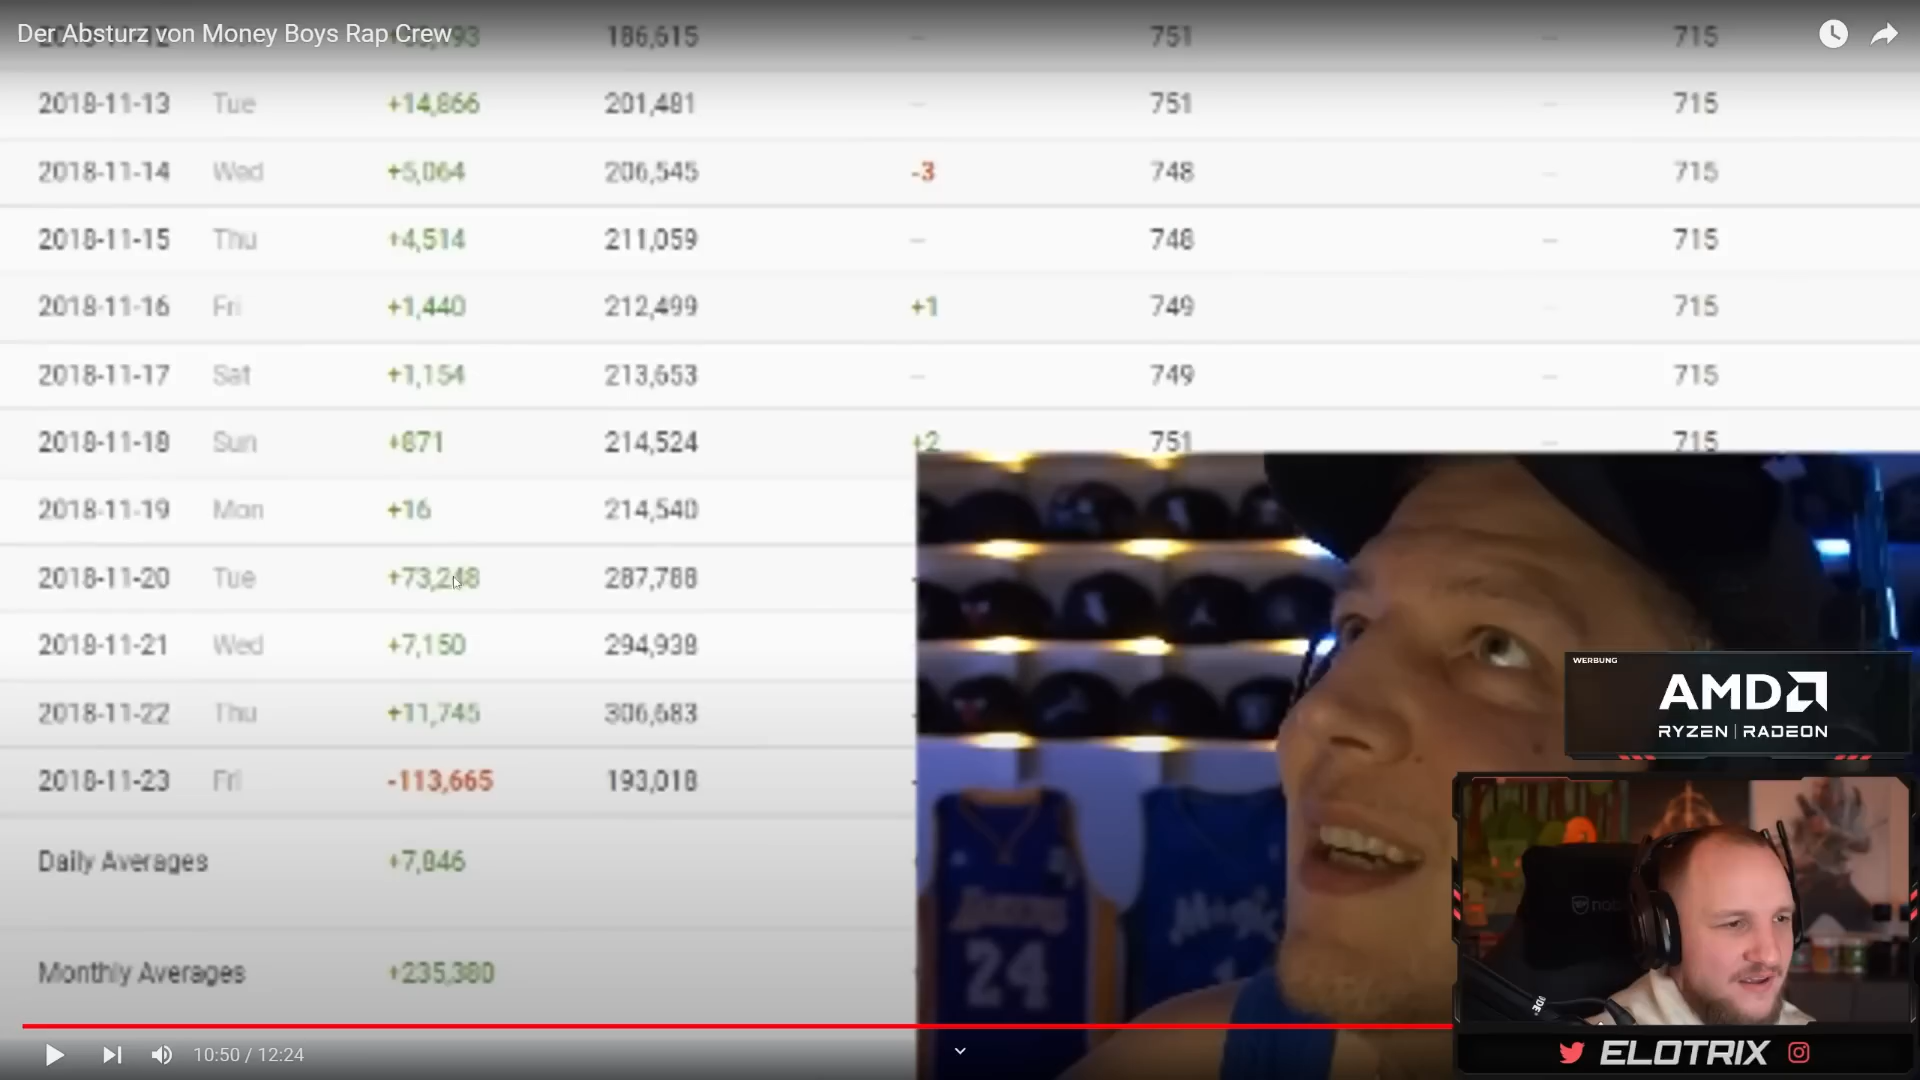 Der Absturz von Money Boys Rap Crew
186,615 – 751 – 715
2018-11-13 Tue +14,866 201,481 – 751 – 715
2018-11-14 Wed +5,064 206,545 -3 748 – 715
2018-11-15 Thu +4,514 211,059 – 748 – 715
2018-11-16 Fri +1,440 212,499 +1 749 – 715
2018-11-17 Sat +1,154 213,653 – 749 – 715
2018-11-18 Sun +871 214,524 +2 751 – 715
2018-11-19 Mon +16 214,540
2018-11-20 Tue +73,248 287,788
2018-11-21 Wed +7,150 294,938
2018-11-22 Thu +11,745 306,683
2018-11-23 Fri -113,665 193,018
Daily Averages +7,846
Monthly Averages +235,380
24
Magic
WERBUNG
AMD
RYZEN | RADEON
10:50 / 12:24
ELOTRIX